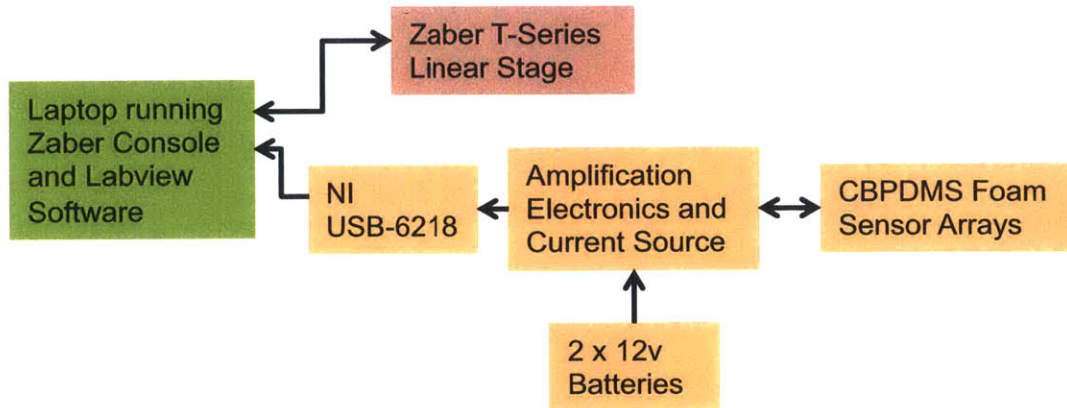 Zaber T-Series
Linear Stage
Laptop running
Zaber Console
and Labview
Software
NI
USB-6218
Amplification
Electronics and
Current Source
CBPDMS Foam
Sensor Arrays
2 x 12v
Batteries